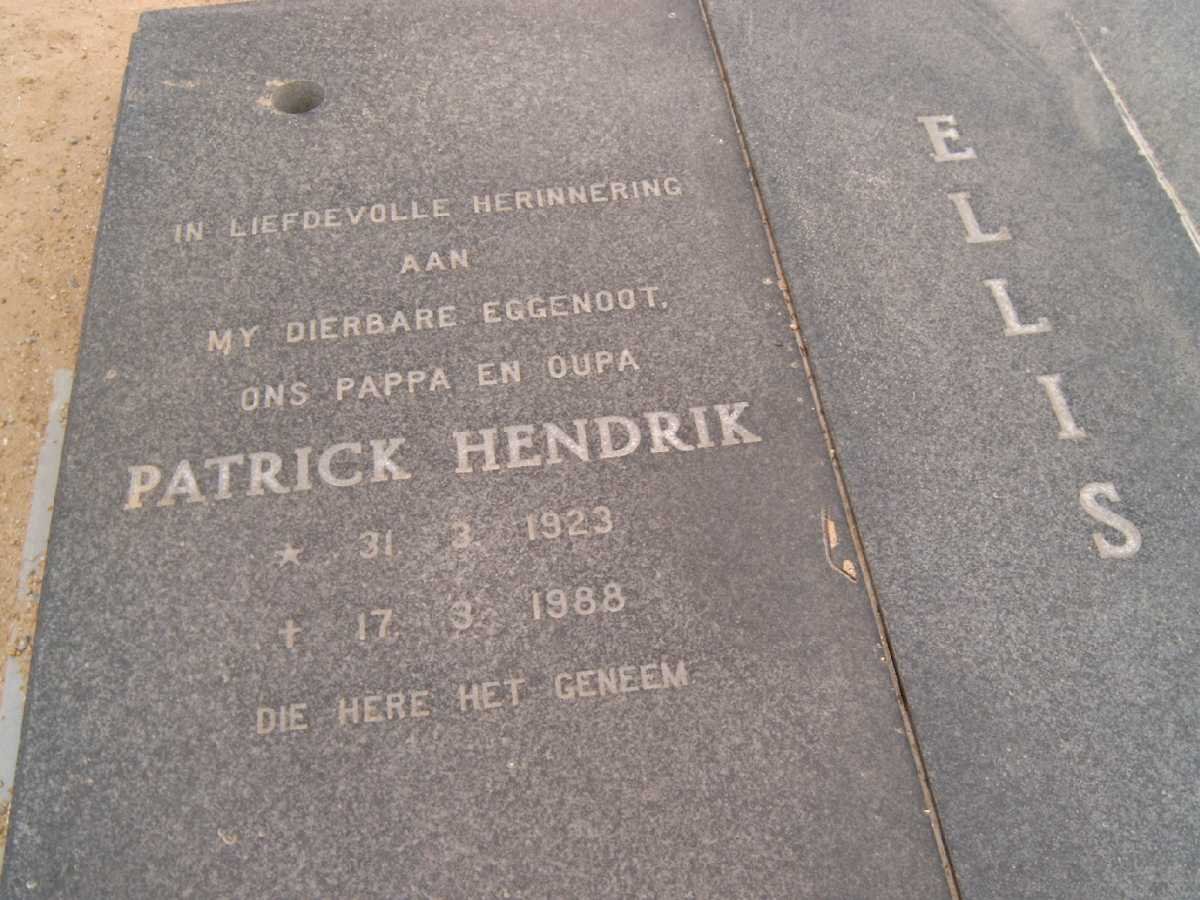 IN LIEFDEVOLLE HERINNERING
AAN
MY DIERBARE EGGENOOT,
ONS PAPPA EN OUPA
PATRICK HENDRIK
★ 31. 3. 1923
† 17. 3. 1988
DIE HERE HET GENEEM
ELLIS